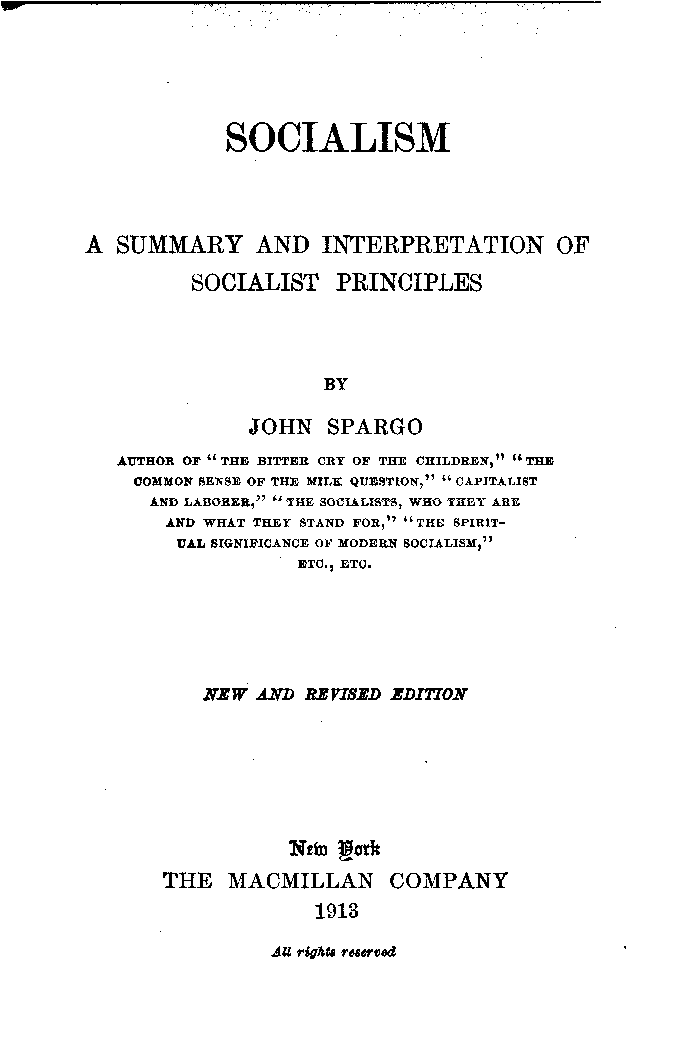 SOCIALISM
A SUMMARY AND INTERPRETATION OF
SOCIALIST PRINCIPLES
BY
JOHN SPARGO
AUTHOR OF "THE BITTER CRY OF THE CHILDREN," "THE
COMMON SENSE OF THE MILK QUESTION," "CAPITALIST
AND LABORER," "THE SOCIALISTS, WHO THEY ARE
AND WHAT THEY STAND FOR," "THE SPIRIT-
UAL SIGNIFICANCE OF MODERN SOCIALISM,"
ETC., ETC.
NEW AND REVISED EDITION
New York
THE MACMILLAN COMPANY
1913
All rights reserved